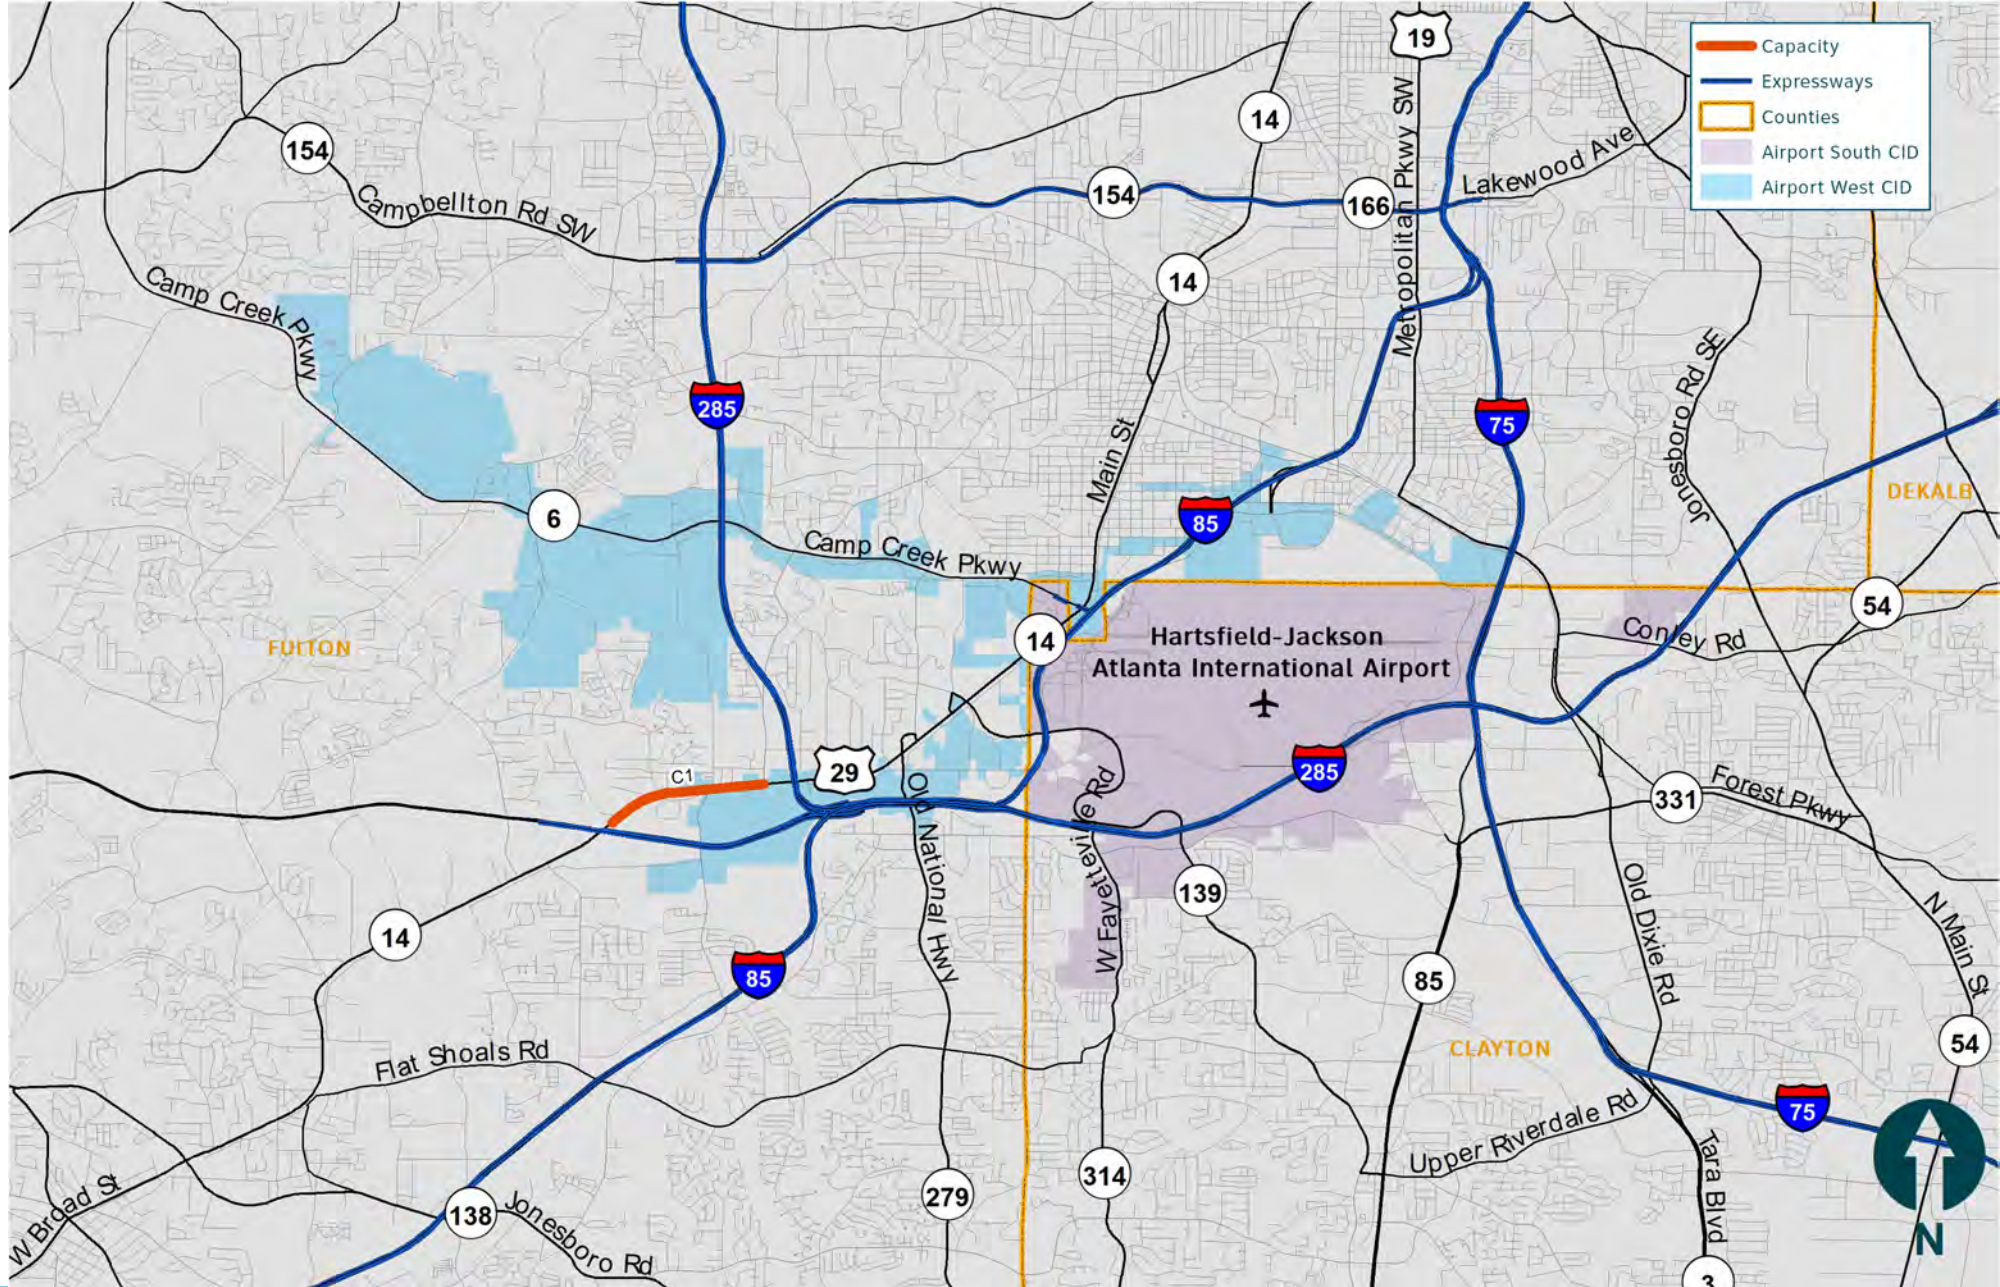 19
Capacity
Expressways
Counties
Airport South CID
Airport West CID
14
154
Campbellton Rd SW
154
166
Metropolitan Pkwy SW
Lakewood Ave
14
Camp Creek Pkwy
285
75
Main St
Jonesboro Rd SE
DEKALB
6
85
Camp Creek Pkwy
54
FULTON
14
Hartsfield-Jackson
Atlanta International Airport
Conley Rd
C1
29
285
331
Forest Pkwy
Old National Hwy
W Fayetteville Rd
139
Old Dixie Rd
N Main St
14
85
85
CLAYTON
54
Flat Shoals Rd
75
Upper Riverdale Rd
Tara Blvd
W Broad St
138
Jonesboro Rd
279
314
3
N